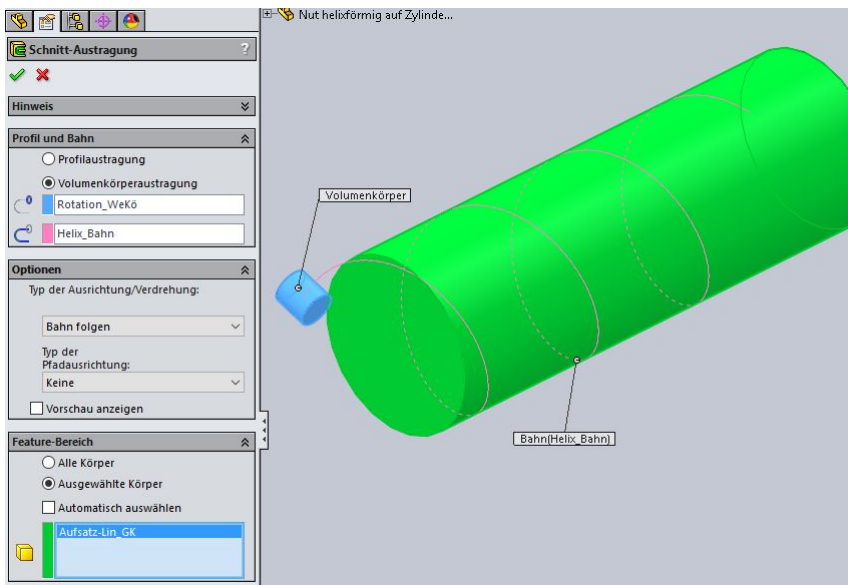 Nut helixförmig auf Zylinde...
Schnitt-Austragung
?
Hinweis
Profil und Bahn
Profilaustragung
Volumenkörperaustragung
Rotation_WeKö
Helix_Bahn
Optionen
Typ der Ausrichtung/Verdrehung:
Bahn folgen
Typ der
Pfadausrichtung:
Keine
Vorschau anzeigen
Feature-Bereich
Alle Körper
Ausgewählte Körper
Automatisch auswählen
Aufsatz-Lin_GK
Volumenkörper
Bahn(Helix_Bahn)